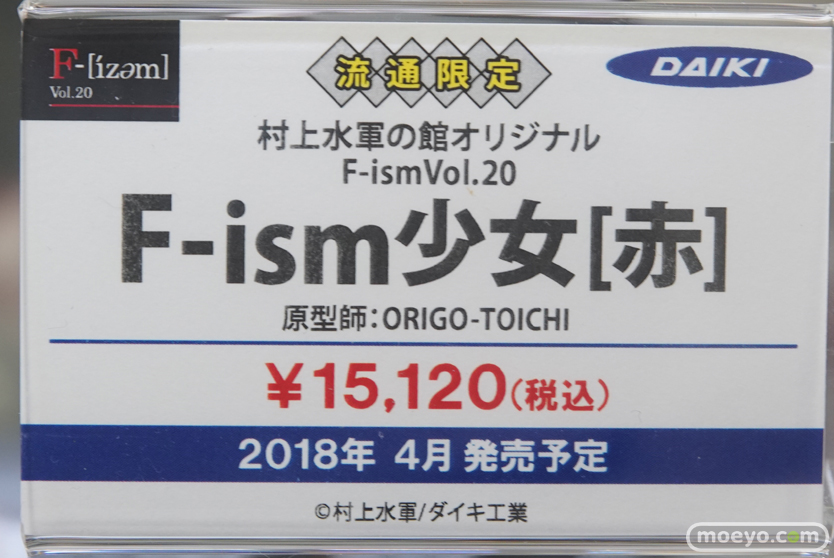 F-[ízəm]
Vol.20
流通限定
DAIKI
村上水軍の館オリジナル
F-ismVol.20
F-ism少女[赤]
原型師:ORIGO-TOICHI
¥15,120(税込)
2018年 4月 発売予定
©村上水軍/ダイキ工業
moeyo.com